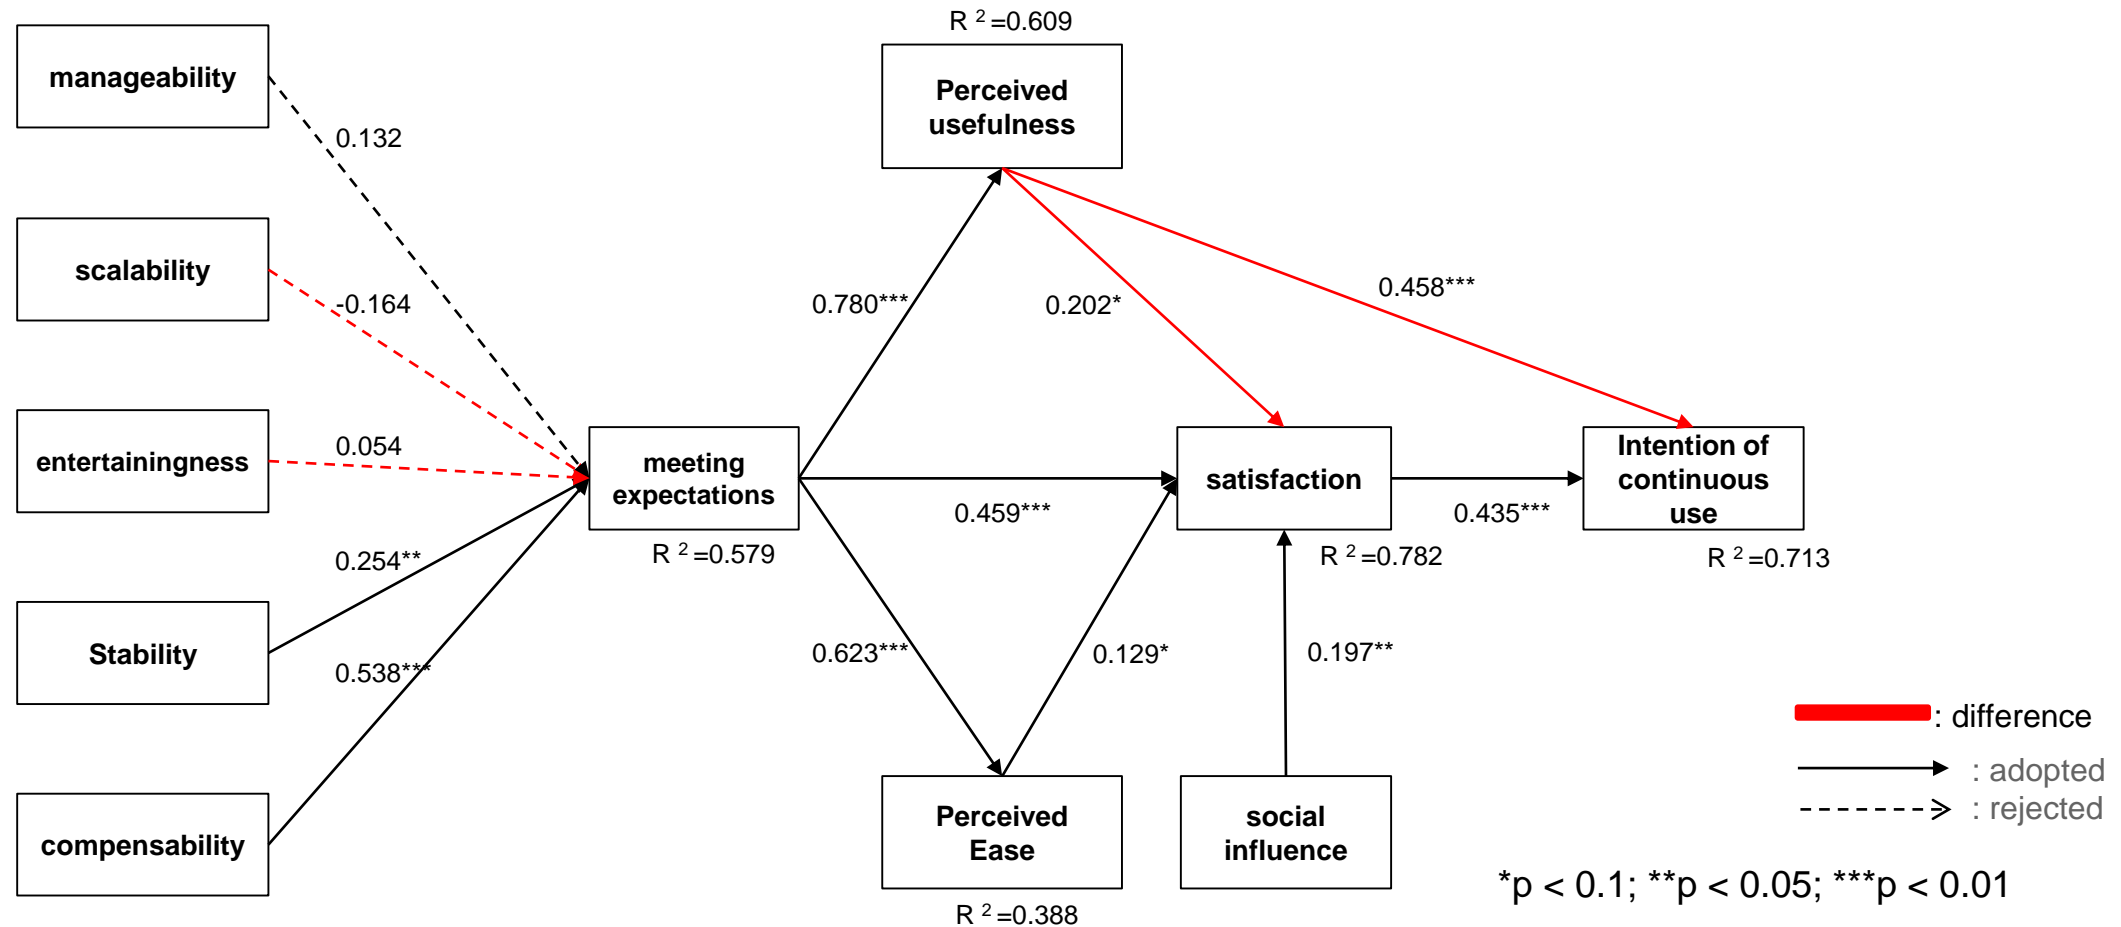 R ² =0.609
manageability
Perceived
usefulness
0.132
scalability
-0.164
0.780***
0.202*
0.458***
entertainingness
0.054
meeting
expectations
R ² =0.579
satisfaction
R ² =0.782
Intention of
continuous
use
R ² =0.713
0.459***
0.435***
0.254**
Stability
0.538***
0.623***
0.129*
0.197**
compensability
Perceived
Ease
R ² =0.388
social
influence
: difference
: adopted
: rejected
*p < 0.1; **p < 0.05; ***p < 0.01